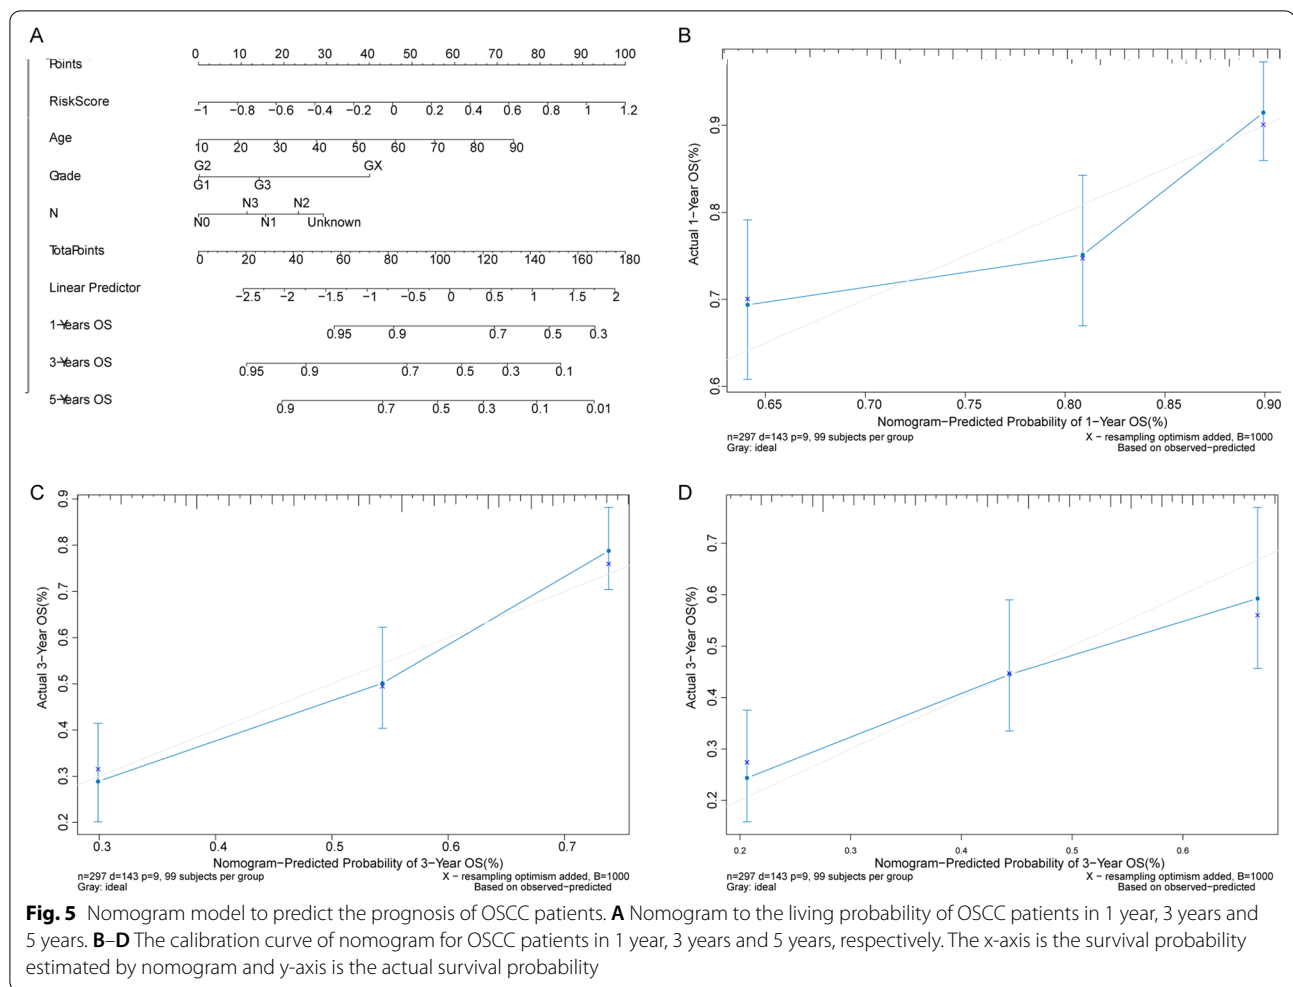 A
0 10 20 30 40 50 60 70 80 90 100
Points
RiskScore
−1 −0.8 −0.6 −0.4 −0.2 0 0.2 0.4 0.6 0.8 1 1.2
Age
10 20 30 40 50 60 70 80 90
G2 GX
Grade
G1 G3
N3 N2
N
N0 N1 Unknown
TotalPoints
0 20 40 60 80 100 120 140 160 180
Linear Predictor
−2.5 −2 −1.5 −1 −0.5 0 0.5 1 1.5 2
1−Years OS
0.95 0.9 0.7 0.5 0.3
3−Years OS
0.95 0.9 0.7 0.5 0.3 0.1
5−Years OS
0.9 0.7 0.5 0.3 0.1 0.01
B
Actual 1−Year OS(%)
0.6 0.7 0.8 0.9
0.65 0.70 0.75 0.80 0.85 0.90
Nomogram−Predicted Probability of 1−Year OS(%)
n=297 d=143 p=9, 99 subjects per group X − resampling optimism added, B=1000
Gray: ideal Based on observed−predicted
C
Actual 3−Year OS(%)
0.2 0.3 0.4 0.5 0.6 0.7 0.8 0.9
0.3 0.4 0.5 0.6 0.7
Nomogram−Predicted Probability of 3−Year OS(%)
n=297 d=143 p=9, 99 subjects per group X − resampling optimism added, B=1000
Gray: ideal Based on observed−predicted
D
Actual 3−Year OS(%)
0.2 0.3 0.4 0.5 0.6 0.7
0.2 0.3 0.4 0.5 0.6
Nomogram−Predicted Probability of 3−Year OS(%)
n=297 d=143 p=9, 99 subjects per group X − resampling optimism added, B=1000
Gray: ideal Based on observed−predicted
Fig. 5 Nomogram model to predict the prognosis of OSCC patients. A Nomogram to the living probability of OSCC patients in 1 year, 3 years and
5 years. B–D The calibration curve of nomogram for OSCC patients in 1 year, 3 years and 5 years, respectively. The x-axis is the survival probability
estimated by nomogram and y-axis is the actual survival probability